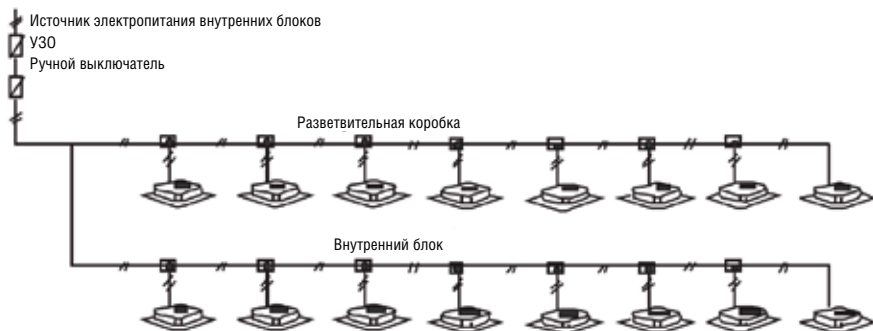 Источник электропитания внутренних блоков
УЗО
Ручной выключатель
Разветвительная коробка
Внутренний блок